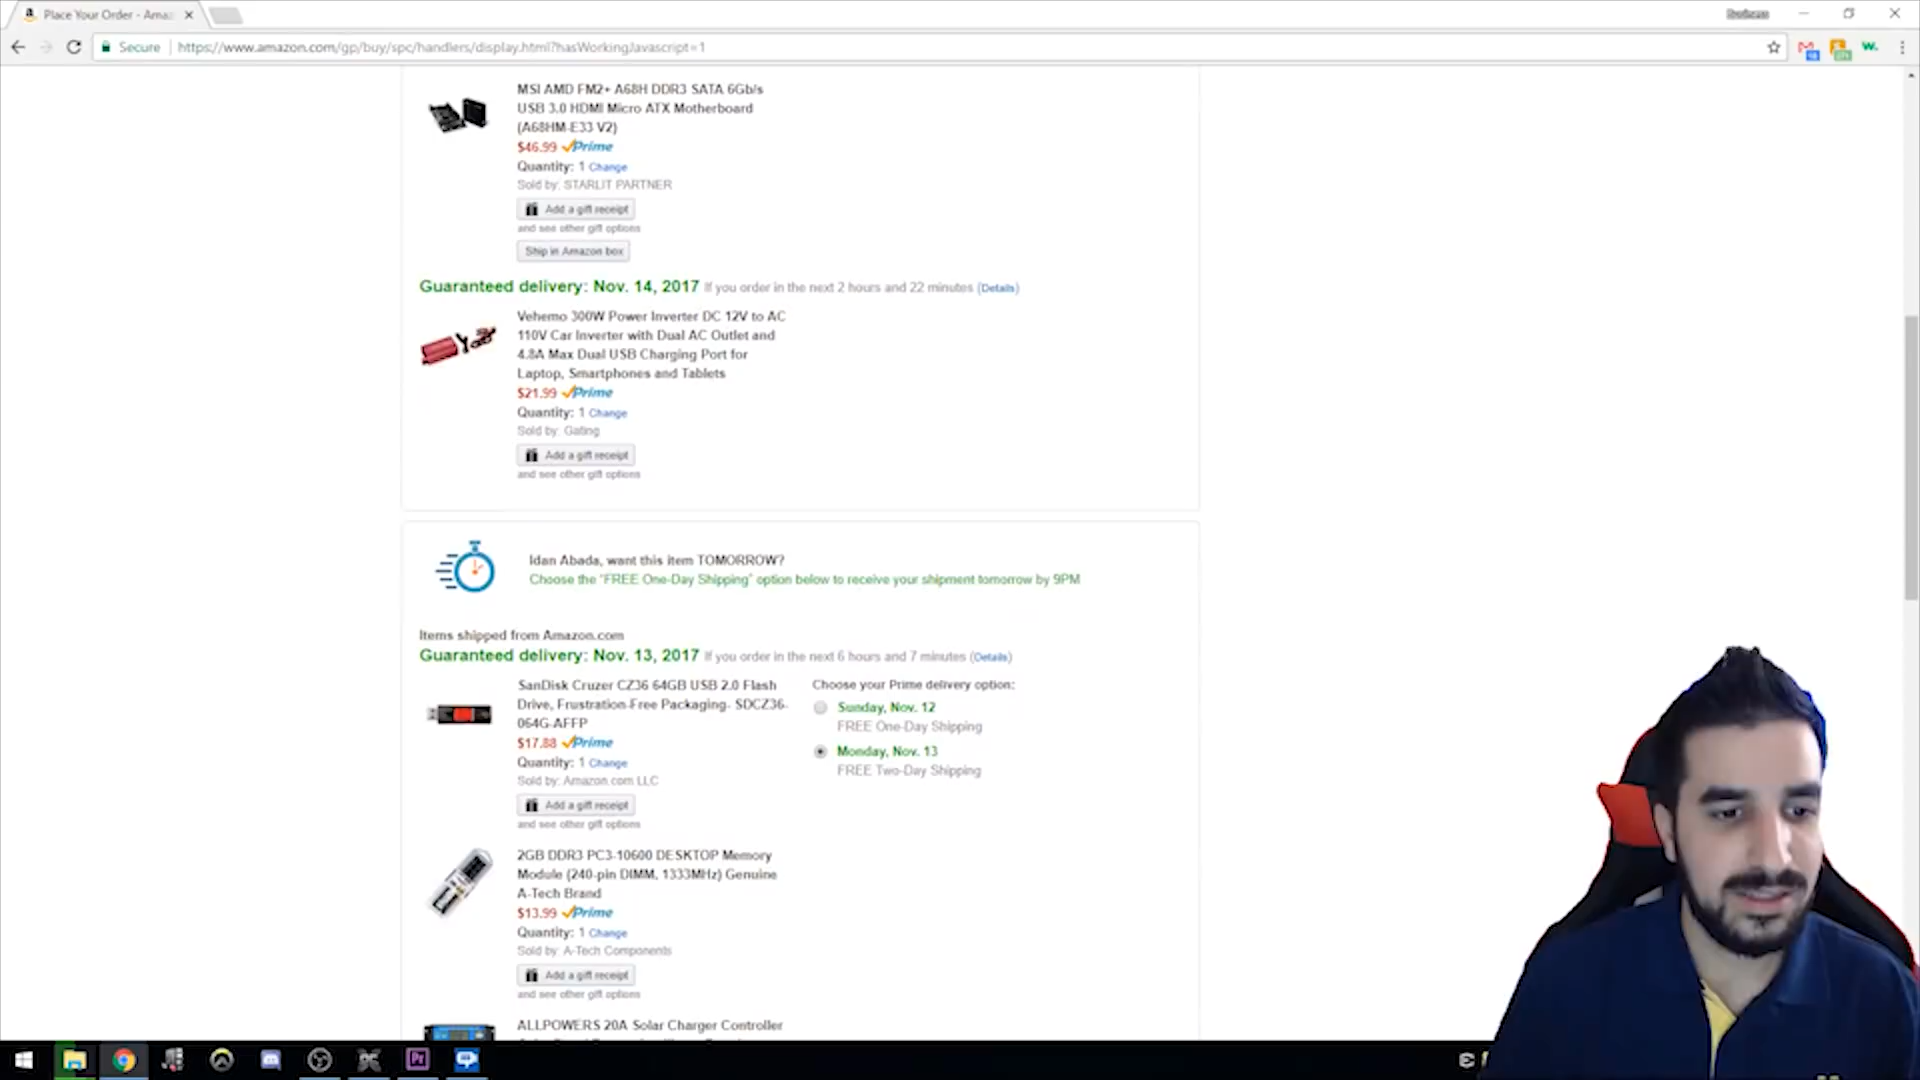 Place Your Order - Amaz
Secure
https://www.amazon.com/gp/buy/spc/handlers/display.html?hasWorkingJavascript=1
MSI AMD FM2+ A68H DDR3 SATA 6Gb/s
USB 3.0 HDMI Micro ATX Motherboard
(A68HM-E33 V2)
$46.99 Prime
Quantity: 1 Change
Sold by: STARLIT PARTNER
Add a gift receipt
and see other gift options
Ship in Amazon box
Guaranteed delivery: Nov. 14, 2017 If you order in the next 2 hours and 22 minutes (Details)
Vehemo 300W Power Inverter DC 12V to AC
110V Car Inverter with Dual AC Outlet and
4.8A Max Dual USB Charging Port for
Laptop, Smartphones and Tablets
$21.99 Prime
Quantity: 1 Change
Sold by: Gating
Add a gift receipt
and see other gift options
Idan Abada, want this item TOMORROW?
Choose the "FREE One-Day Shipping" option below to receive your shipment tomorrow by 9PM
Items shipped from Amazon.com
Guaranteed delivery: Nov. 13, 2017 If you order in the next 6 hours and 7 minutes (Details)
SanDisk Cruzer CZ36 64GB USB 2.0 Flash
Drive, Frustration-Free Packaging- SDCZ36-
064G-AFFP
$17.88 Prime
Quantity: 1 Change
Sold by: Amazon.com LLC
Add a gift receipt
and see other gift options
Choose your Prime delivery option:
Sunday, Nov. 12
FREE One-Day Shipping
Monday, Nov. 13
FREE Two-Day Shipping
2GB DDR3 PC3-10600 DESKTOP Memory
Module (240-pin DIMM, 1333MHz) Genuine
A-Tech Brand
$13.99 Prime
Quantity: 1 Change
Sold by: A-Tech Components
Add a gift receipt
and see other gift options
ALLPOWERS 20A Solar Charger Controller
Pr